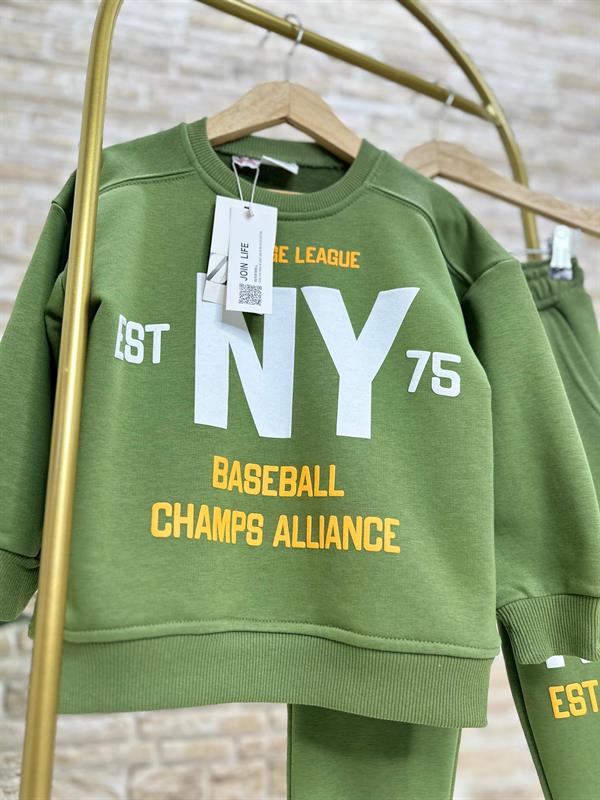 GE LEAGUE
JOIN LIFE
EST NY 75
BASEBALL
CHAMPS ALLIANCE
EST